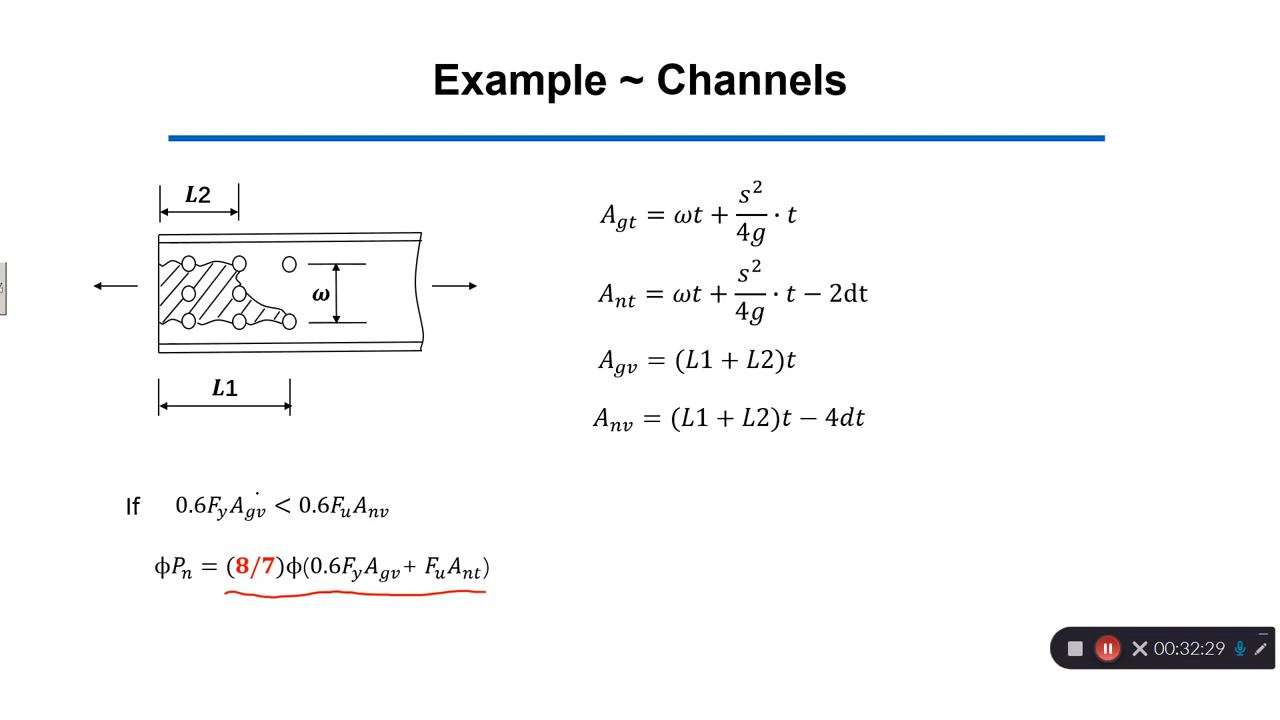 Example ~ Channels
L2
ω
L1
A_gt = ωt + s²/4g · t
A_nt = ωt + s²/4g · t − 2dt
A_gv = (L1 + L2)t
A_nv = (L1 + L2)t − 4dt
If 0.6F_yA_gv < 0.6F_uA_nv
ϕP_n = (8/7)ϕ(0.6F_yA_gv + F_uA_nt)
00:32:29